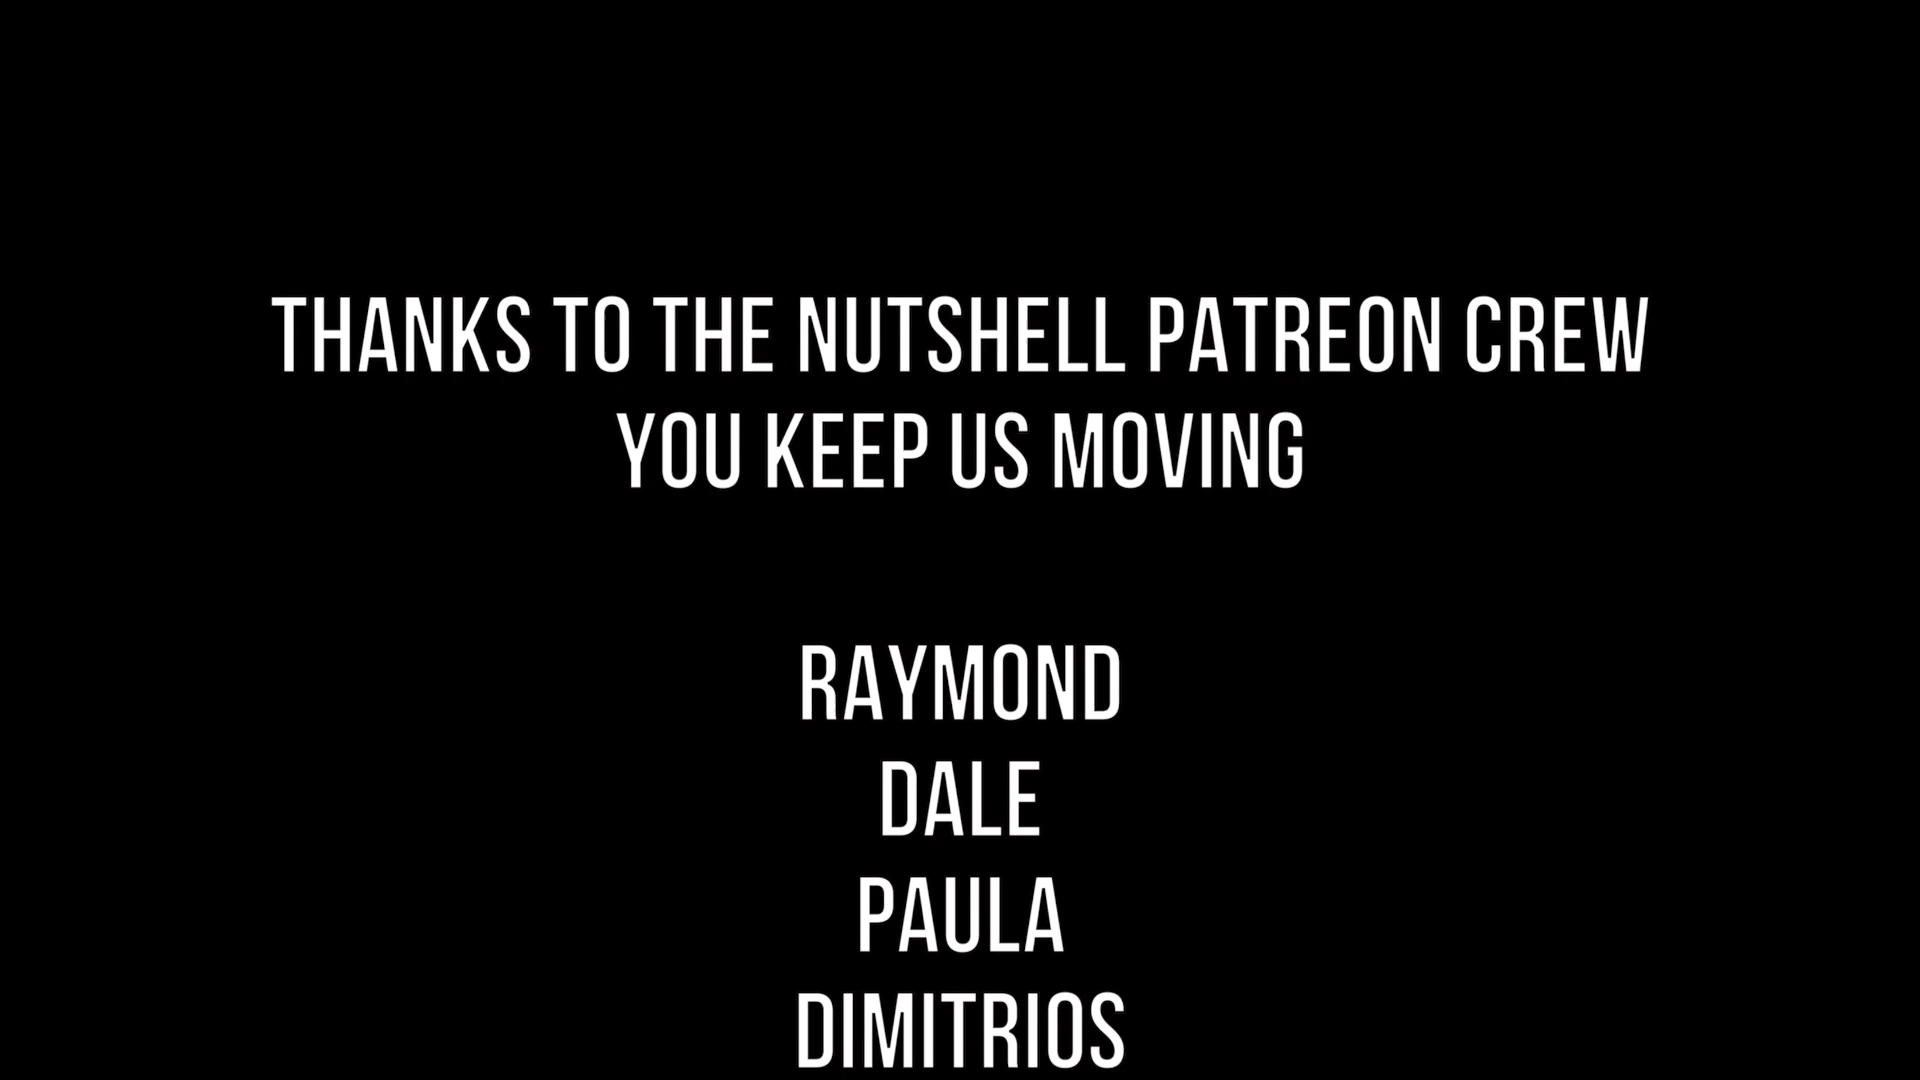 THANKS TO THE NUTSHELL PATREON CREW
YOU KEEP US MOVING
RAYMOND
DALE
PAULA
DIMITRIOS